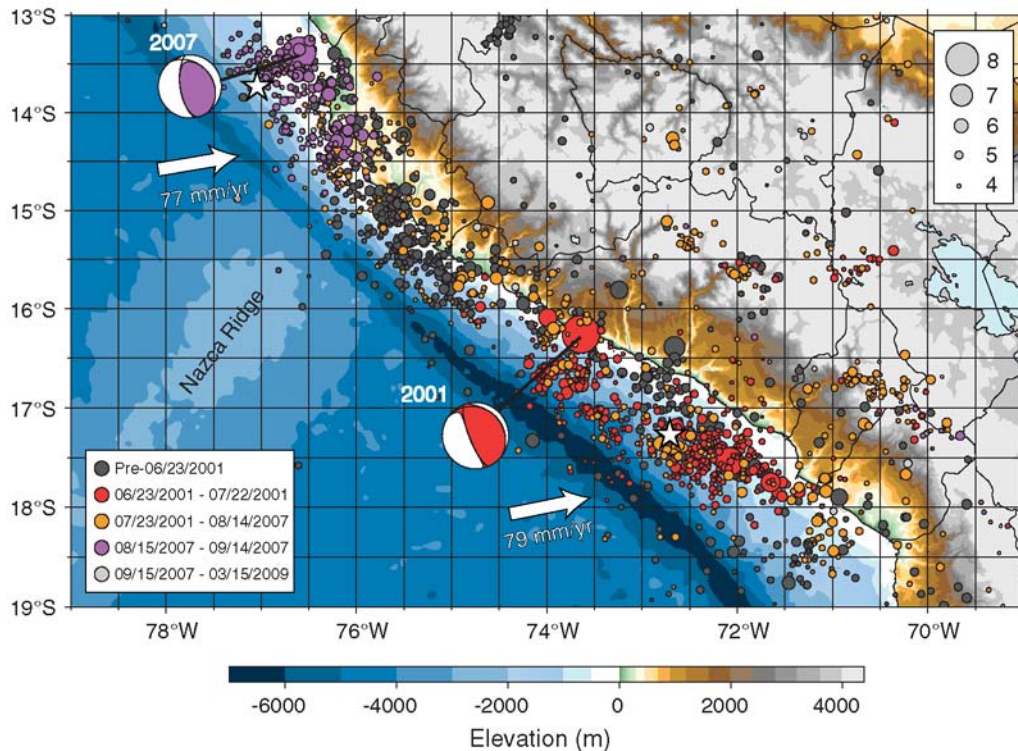 13°S
14°S
15°S
16°S
17°S
18°S
19°S
2007
77 mm/yr
Nazca Ridge
2001
79 mm/yr
8
7
6
5
4
Pre-06/23/2001
06/23/2001 - 07/22/2001
07/23/2001 - 08/14/2007
08/15/2007 - 09/14/2007
09/15/2007 - 03/15/2009
78°W 76°W 74°W 72°W 70°W
-6000 -4000 -2000 0 2000 4000
Elevation (m)